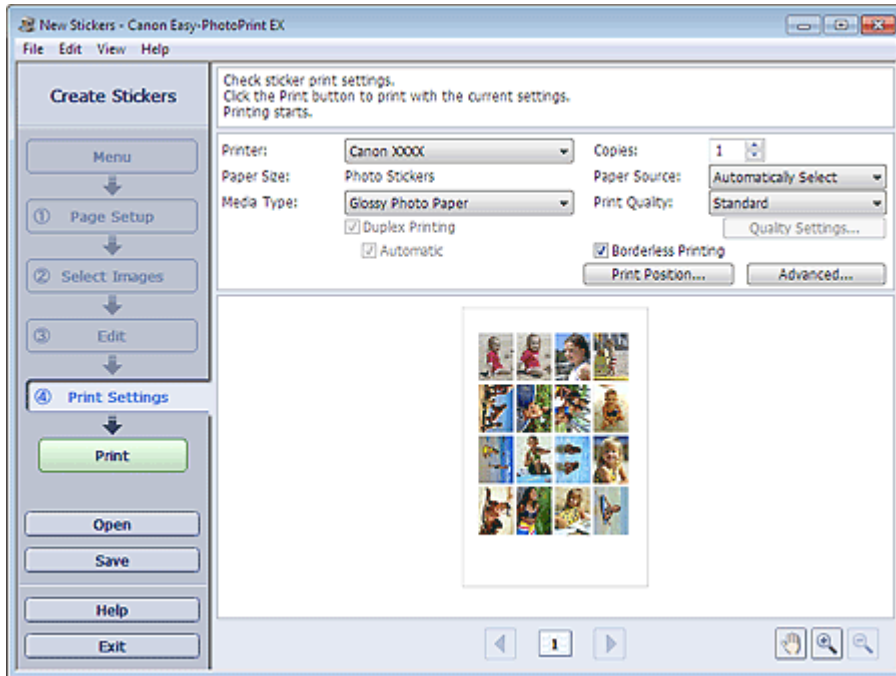 New Stickers - Canon Easy-PhotoPrint EX
File Edit View Help
Create Stickers
Menu
① Page Setup
② Select Images
③ Edit
④ Print Settings
Print
Open
Save
Help
Exit
Check sticker print settings.
Click the Print button to print with the current settings.
Printing starts.
Printer: Canon XXXX Copies: 1
Paper Size: Photo Stickers Paper Source: Automatically Select
Media Type: Glossy Photo Paper Print Quality: Standard
Duplex Printing Quality Settings...
Automatic Borderless Printing
Print Position... Advanced...
1